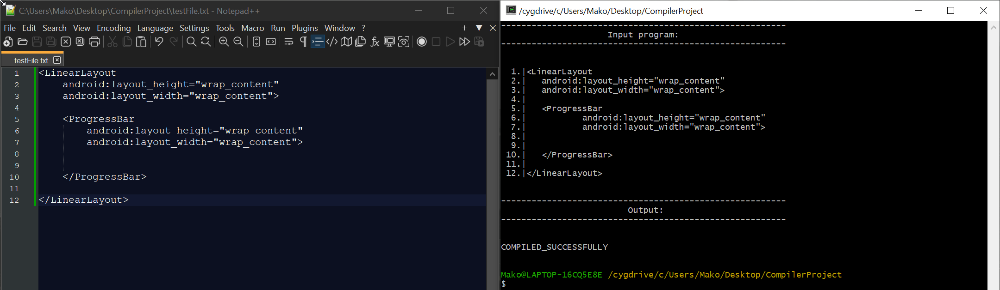 C:\Users\Mako\Desktop\CompilerProject\testFile.txt - Notepad++
File Edit Search View Encoding Language Settings Tools Macro Run Plugins Window ?
testFile.txt
1 <LinearLayout
2     android:layout_height="wrap_content"
3     android:layout_width="wrap_content">
4
5     <ProgressBar
6         android:layout_height="wrap_content"
7         android:layout_width="wrap_content">
8
9
10     </ProgressBar>
11
12 </LinearLayout>
/cygdrive/c/Users/Mako/Desktop/CompilerProject
--------------------------------------------------------
Input program:
--------------------------------------------------------
1.|<LinearLayout
2.|   android:layout_height="wrap_content"
3.|   android:layout_width="wrap_content">
4.|
5.|   <ProgressBar
6.|           android:layout_height="wrap_content"
7.|           android:layout_width="wrap_content">
8.|
9.|
10.|   </ProgressBar>
11.|
12.|</LinearLayout>
--------------------------------------------------------
Output:
--------------------------------------------------------
COMPILED_SUCCESSFULLY
Mako@LAPTOP-16CQ5E8E /cygdrive/c/Users/Mako/Desktop/CompilerProject
$